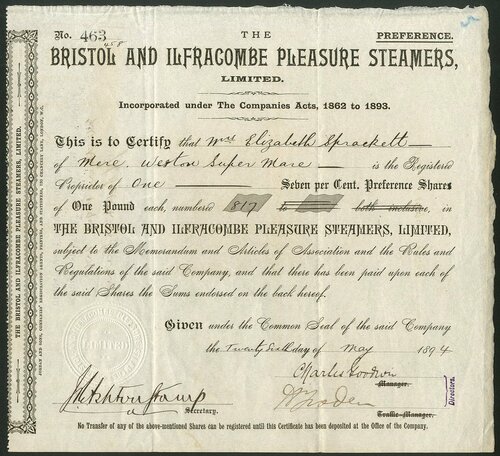 No. 463
458
THE
PREFERENCE.
BRISTOL AND ILFRACOMBE PLEASURE STEAMERS,
LIMITED.
Incorporated under The Companies Acts, 1862 to 1893.
This is to Certify that Mrs Elizabeth Sprackett
of Mere, Weston Super Mare is the Registered
Proprietor of One Seven per Cent. Preference Shares
of One Pound each, numbered 817 to both inclusive, in
THE BRISTOL AND ILFRACOMBE PLEASURE STEAMERS, LIMITED,
subject to the Memorandum and Articles of Association and the Rules and
Regulations of the said Company, and that there has been paid upon each of
the said Shares the Sums endorsed on the back hereof.
Given under the Common Seal of the said Company
the Twenty Sixth day of May 1894
Charles
Manager.
Directors.
Secretary.
Traffic Manager.
No Transfer of any of the above-mentioned Shares can be registered until this Certificate has been deposited at the Office of the Company.
THE BRISTOL AND ILFRACOMBE PLEASURE STEAMERS, LIMITED.